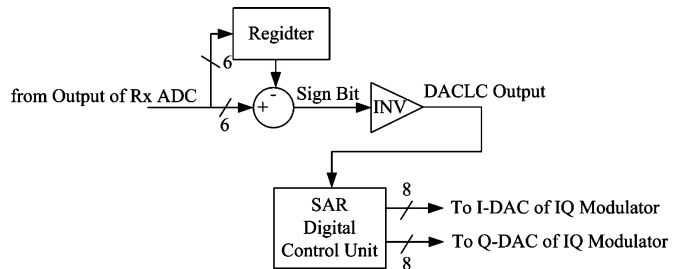 Regidter
6
from Output of Rx ADC
6
+
-
Sign Bit
INV
DACLC Output
SAR
Digital
Control Unit
8
To I-DAC of IQ Modulator
8
To Q-DAC of IQ Modulator